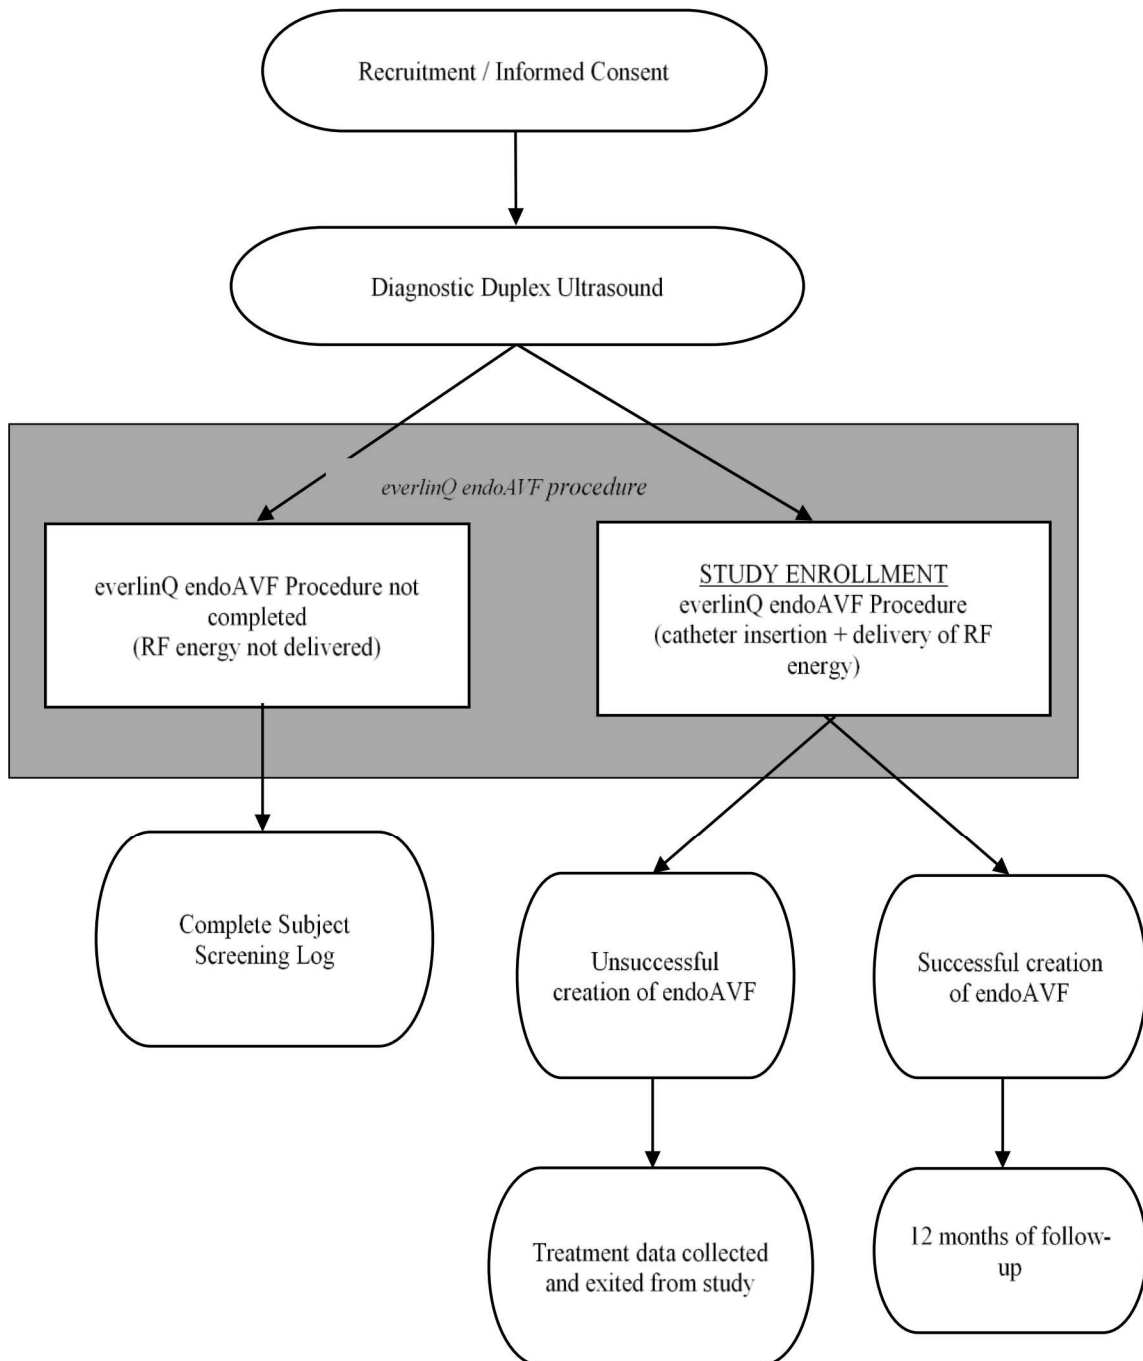 Recruitment / Informed Consent
Diagnostic Duplex Ultrasound
everlinQ endoAVF procedure
everlinQ endoAVF Procedure not
completed
(RF energy not delivered)
STUDY ENROLLMENT
everlinQ endoAVF Procedure
(catheter insertion + delivery of RF
energy)
Complete Subject
Screening Log
Unsuccessful
creation of endoAVF
Successful creation
of endoAVF
Treatment data collected
and exited from study
12 months of follow-
up